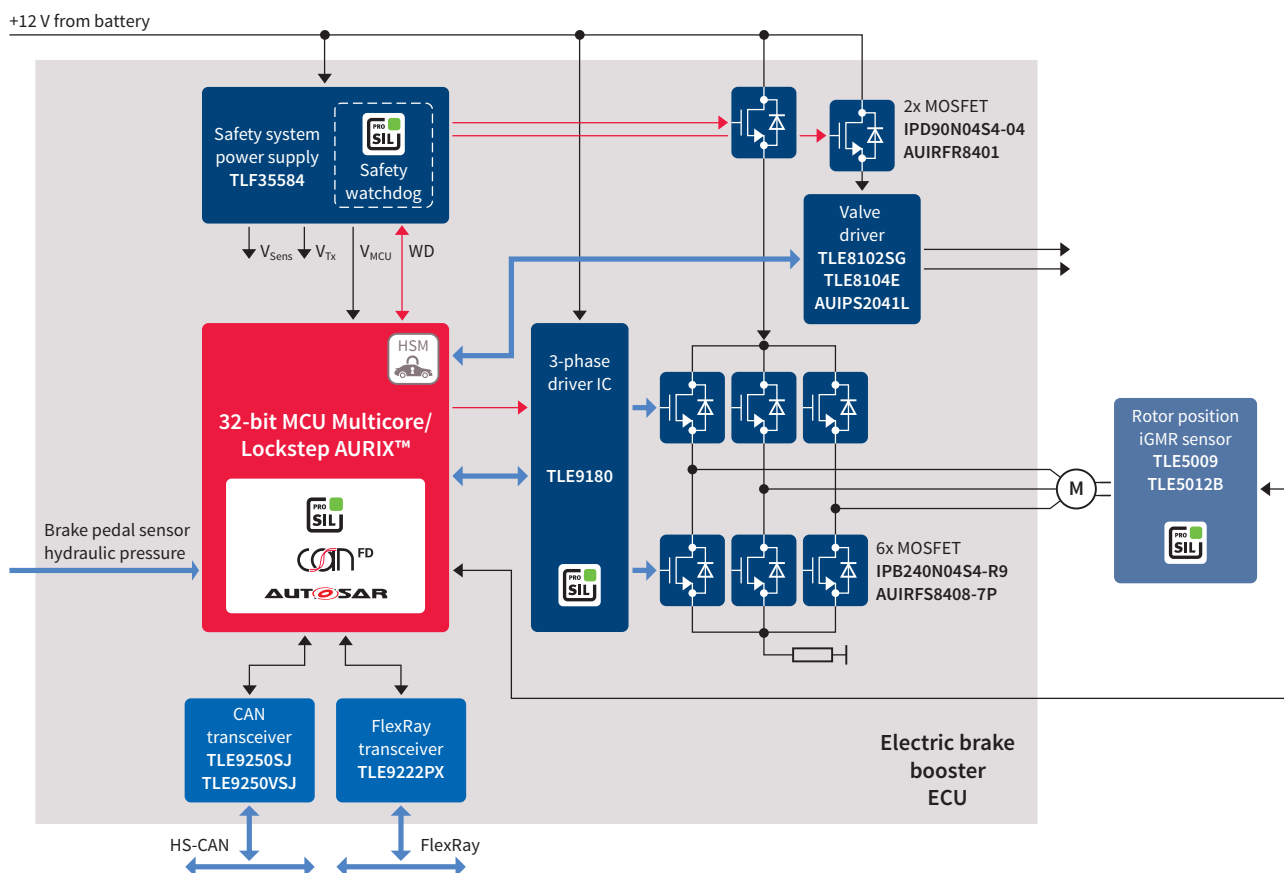 +12 V from battery
Safety system
power supply
TLF35584
PRO
SIL
Safety
watchdog
2x MOSFET
IPD90N04S4-04
AUIRFR8401
Valve
driver
TLE8102SG
TLE8104E
AUIPS2041L
VSens
VTx
VMCU
WD
HSM
32-bit MCU Multicore/
Lockstep AURIX™
PRO
SIL
CAN FD
AUTOSAR
3-phase
driver IC
TLE9180
PRO
SIL
Rotor position
iGMR sensor
TLE5009
TLE5012B
PRO
SIL
M
Brake pedal sensor
hydraulic pressure
6x MOSFET
IPB240N04S4-R9
AUIRFS8408-7P
CAN
transceiver
TLE9250SJ
TLE9250VSJ
FlexRay
transceiver
TLE9222PX
Electric brake
booster
ECU
HS-CAN
FlexRay